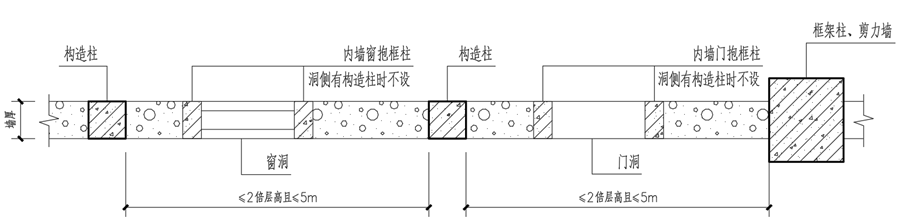 构造柱
内墙窗抱框柱
洞侧有构造柱时不设
构造柱
内墙门抱框柱
洞侧有构造柱时不设
框架柱、剪力墙
墙厚
窗洞
门洞
≤2倍层高且≤5m
≤2倍层高且≤5m